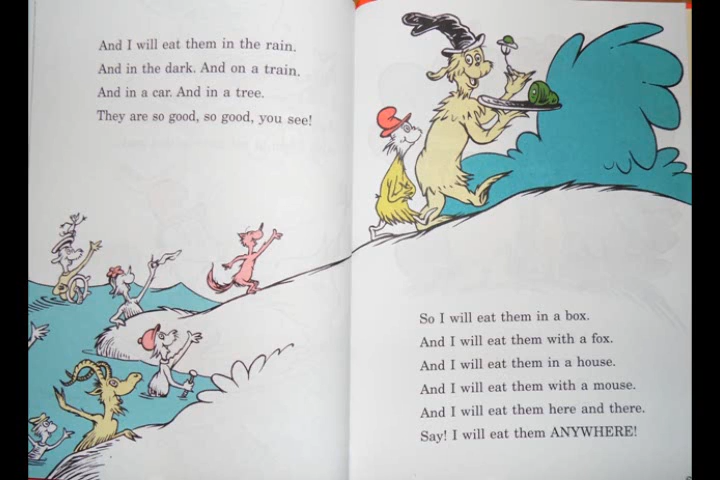 And I will eat them in the rain.
And in the dark. And on a train.
And in a car. And in a tree.
They are so good, so good, you see!
So I will eat them in a box.
And I will eat them with a fox.
And I will eat them in a house.
And I will eat them with a mouse.
And I will eat them here and there.
Say! I will eat them ANYWHERE!